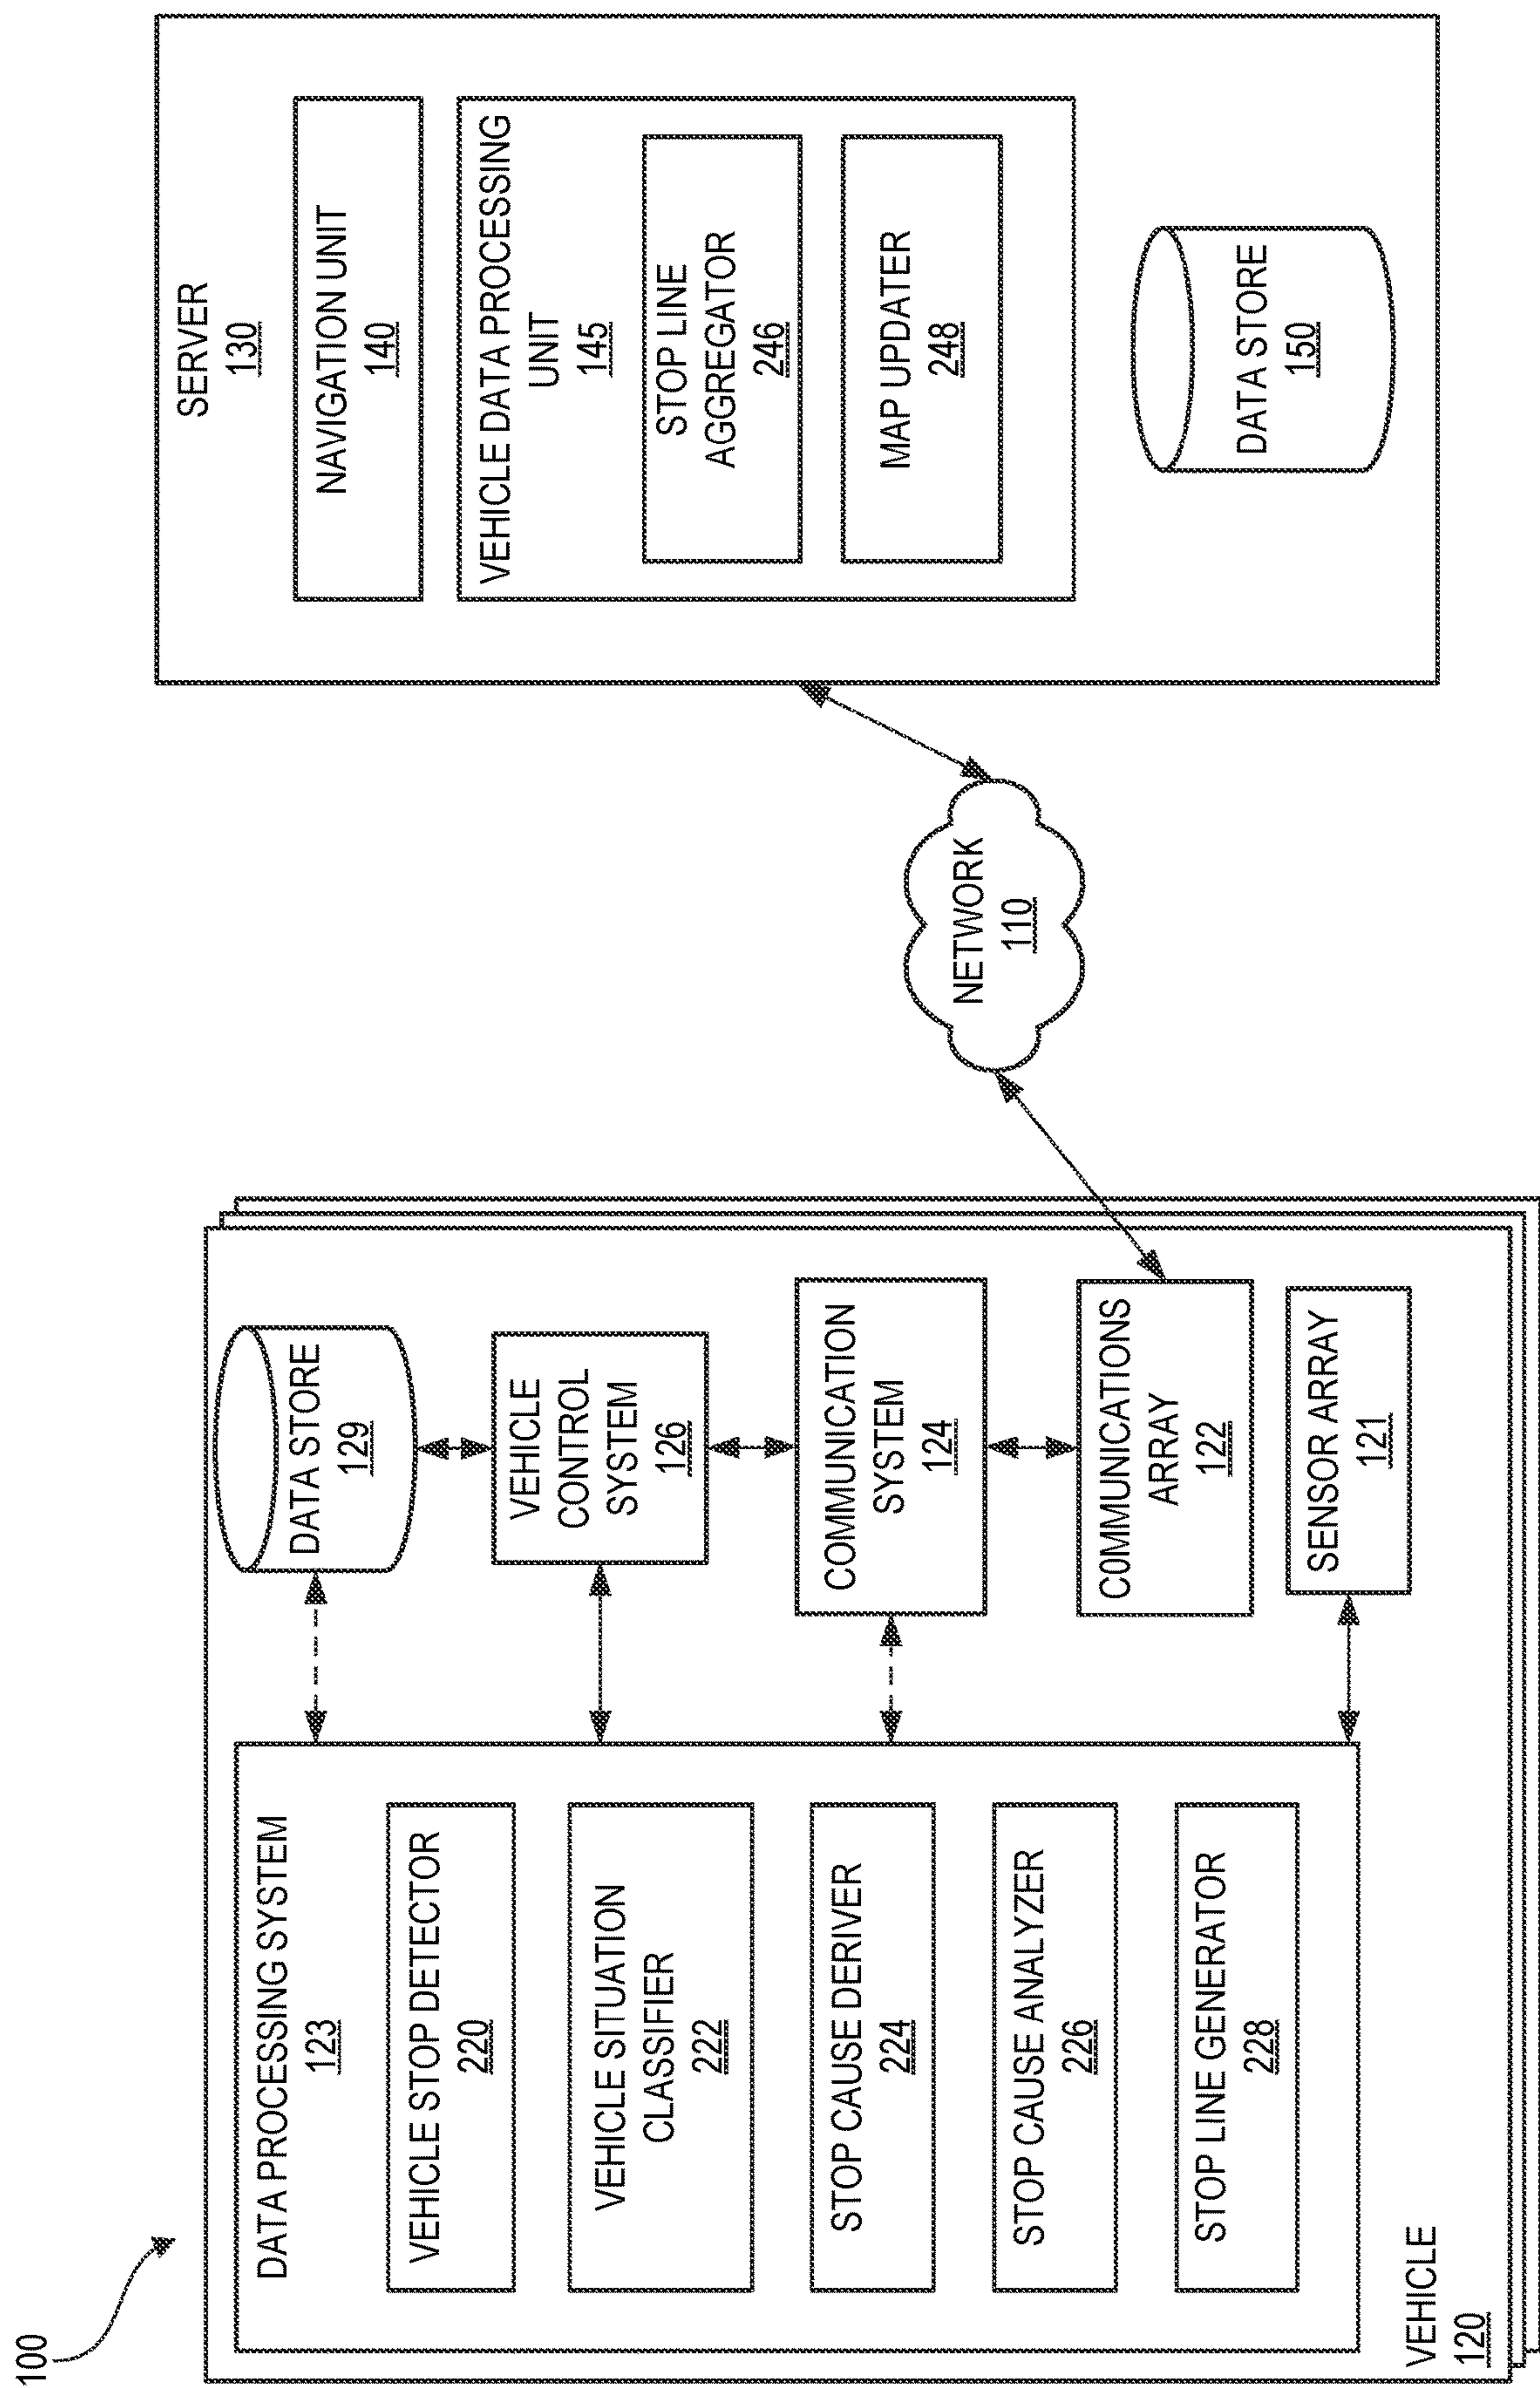 100
DATA PROCESSING SYSTEM
123
VEHICLE STOP DETECTOR
220
VEHICLE SITUATION
CLASSIFIER
222
STOP CAUSE DERIVER
224
STOP CAUSE ANALYZER
226
STOP LINE GENERATOR
228
VEHICLE
120
DATA STORE
129
VEHICLE
CONTROL
SYSTEM
126
COMMUNICATION
SYSTEM
124
COMMUNICATIONS
ARRAY
122
SENSOR ARRAY
121
NETWORK
110
SERVER
130
NAVIGATION UNIT
140
VEHICLE DATA PROCESSING
UNIT
145
STOP LINE
AGGREGATOR
246
MAP UPDATER
248
DATA STORE
150